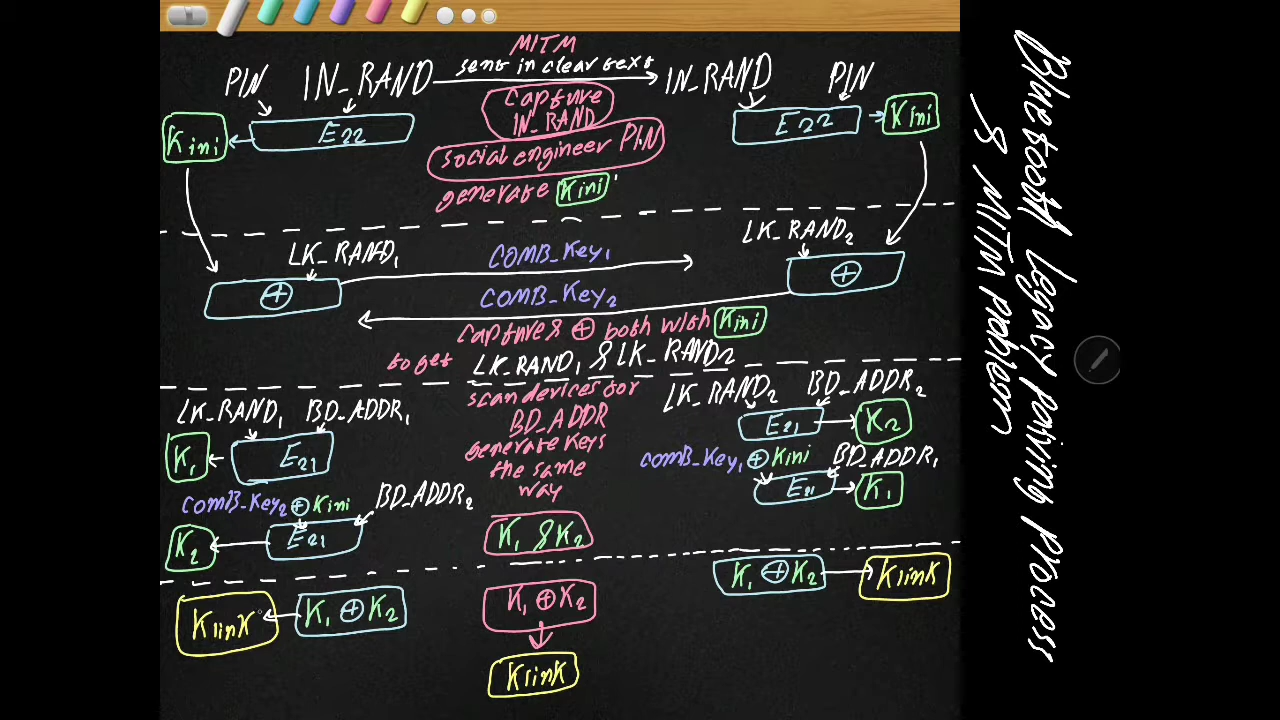 MITM
sent in clear text
PIN IN_RAND IN_RAND PIN
Capture
IN_RAND
E22 E22
Kini Kini
social engineer PIN
generate Kini
LK_RAND1 COMB_Key1 LK_RAND2
⊕ ⊕
COMB_Key2
capture & ⊕ both with Kini
to get LK_RAND1 & LK_RAND2
LK_RAND1 BD_ADDR1
K1 E21
COMB_Key2 ⊕ Kini BD_ADDR2
K2 E21
scan devices for
BD_ADDR
generate keys
the same
way
K1 & K2
LK_RAND2 BD_ADDR2
E21 K2
COMB_Key1 ⊕ Kini BD_ADDR1
E21 K1
Klink K1 ⊕ K2
K1 ⊕ K2
Klink
K1 ⊕ K2 Klink
Bluetooth Legacy pairing process
& MITM problem